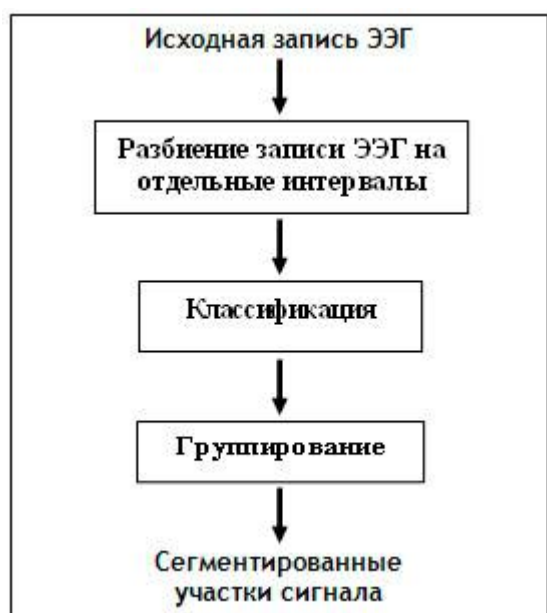 Исходная запись ЭЭГ
Разбиение записи ЭЭГ на
отдельные интервалы
Классификация
Группирование
Сегментированные
участки сигнала